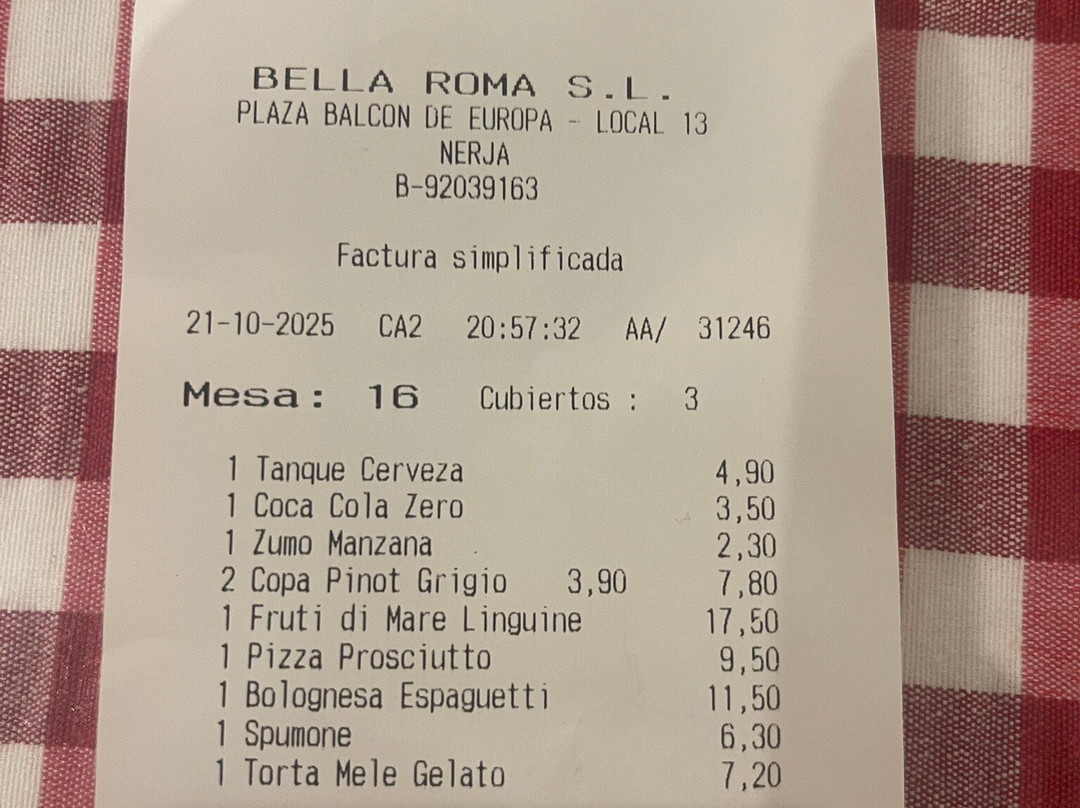 BELLA ROMA S.L.
PLAZA BALCON DE EUROPA - LOCAL 13
NERJA
B-92039163
Factura simplificada
21-10-2025 CA2 20:57:32 AA/ 31246
Mesa: 16 Cubiertos : 3
1 Tanque Cerveza 4,90
1 Coca Cola Zero 3,50
1 Zumo Manzana 2,30
2 Copa Pinot Grigio 3,90 7,80
1 Fruti di Mare Linguine 17,50
1 Pizza Prosciutto 9,50
1 Bolognesa Espaguetti 11,50
1 Spumone 6,30
1 Torta Mele Gelato 7,20